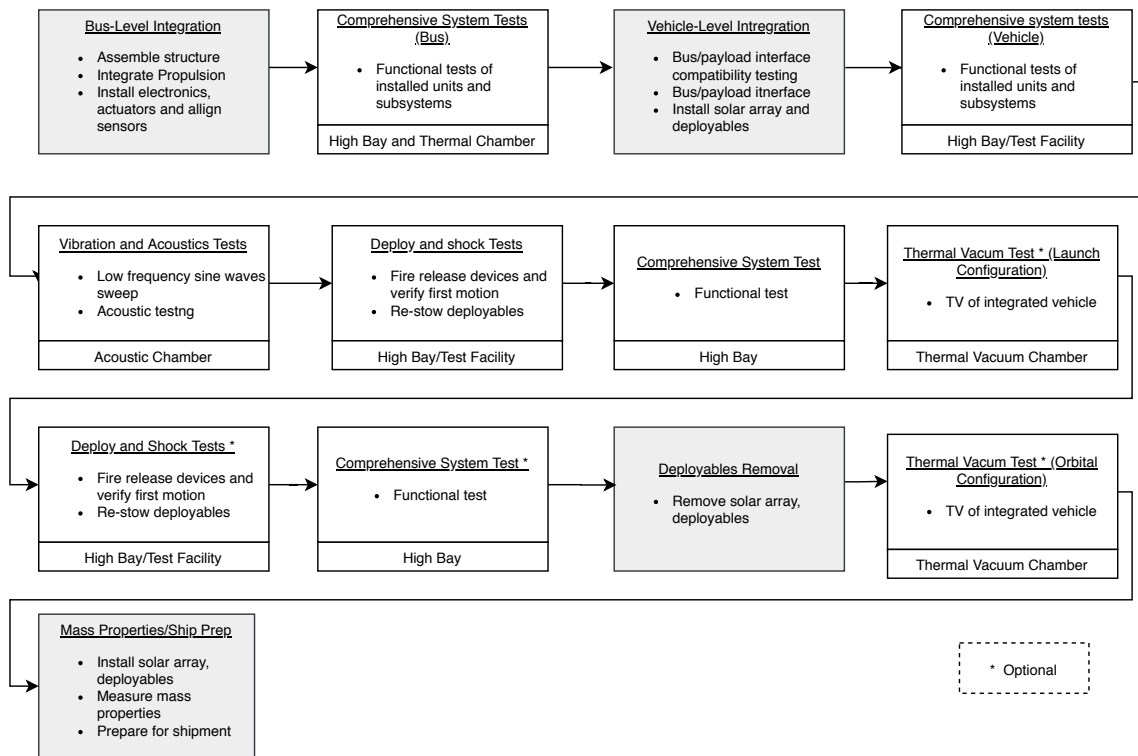 Bus-Level Integration
• Assemble structure
• Integrate Propulsion
• Install electronics,
actuators and allign
sensors
Comprehensive System Tests
(Bus)
• Functional tests of
installed units and
subsystems
High Bay and Thermal Chamber
Vehicle-Level Intregration
• Bus/payload interface
compatibility testing
• Bus/payload itnerface
• Install solar array and
deployables
Comprehensive system tests
(Vehicle)
• Functional tests of
installed units and
subsystems
High Bay/Test Facility
Vibration and Acoustics Tests
• Low frequency sine waves
sweep
• Acoustic testng
Acoustic Chamber
Deploy and shock Tests
• Fire release devices and
verify first motion
• Re-stow deployables
High Bay/Test Facility
Comprehensive System Test
• Functional test
High Bay
Thermal Vacum Test * (Launch
Configuration)
• TV of integrated vehicle
Thermal Vacuum Chamber
Deploy and Shock Tests *
• Fire release devices and
verify first motion
• Re-stow deployables
High Bay/Test Facility
Comprehensive System Test *
• Functional test
High Bay
Deployables Removal
• Remove solar array,
deployables
Thermal Vacum Test * (Orbital
Configuration)
• TV of integrated vehicle
Thermal Vacuum Chamber
Mass Properties/Ship Prep
• Install solar array,
deployables
• Measure mass
properties
• Prepare for shipment
* Optional